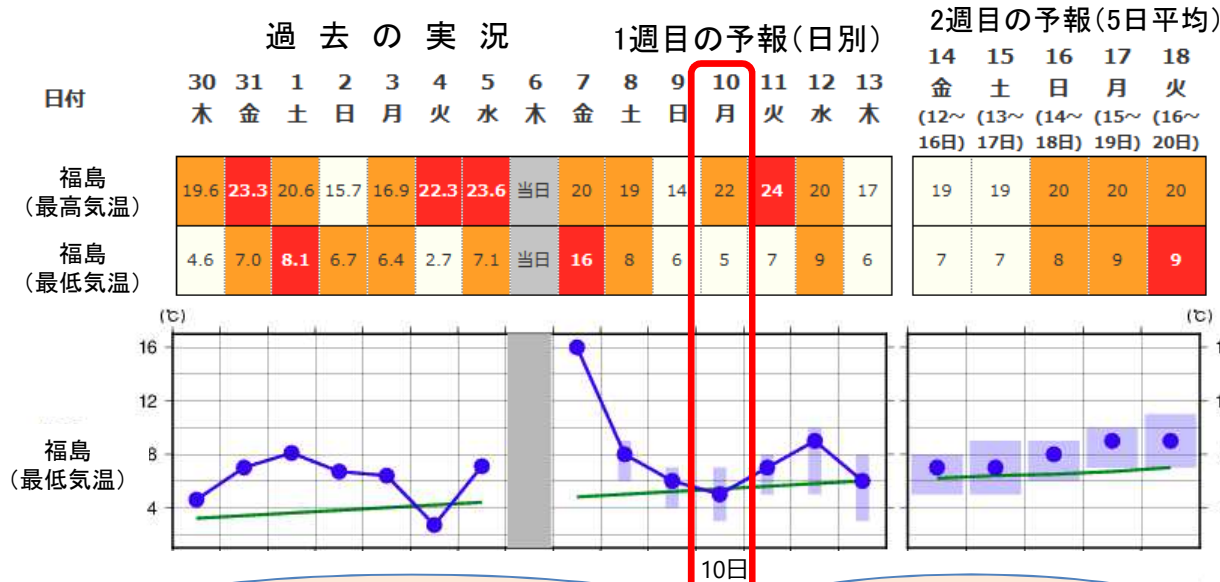 過去の実況
1週目の予報(日別)
2週目の予報(5日平均)
日付 30 31 1 2 3 4 5 6 7 8 9 10 11 12 13 14 15 16 17 18
木 金 土 日 月 火 水 木 金 土 日 月 火 水 木 金 土 日 月 火
(12~16日) (13~17日) (14~18日) (15~19日) (16~20日)
福島
(最高気温)
19.6 23.3 20.6 15.7 16.9 22.3 23.6 当日 20 19 14 22 24 20 17 19 19 20 20 20
福島
(最低気温)
4.6 7.0 8.1 6.7 6.4 2.7 7.1 当日 16 8 6 5 7 9 6 7 7 8 9 9
(℃) (℃)
16
12
8
4
福島
(最低気温)
10日